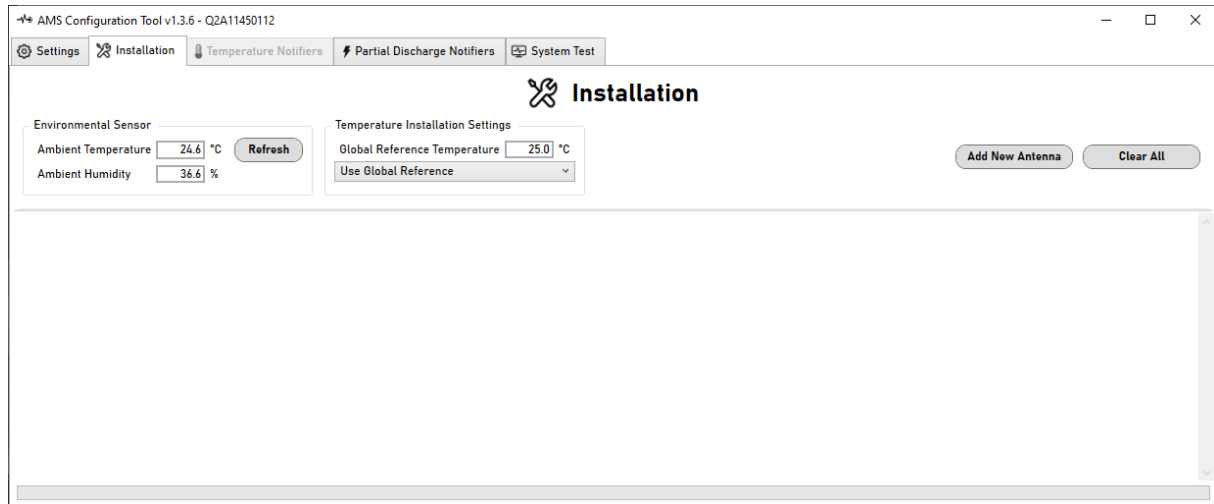 AMS Configuration Tool v1.3.6 - Q2A11450112
Settings Installation Temperature Notifiers Partial Discharge Notifiers System Test
Installation
Environmental Sensor
Ambient Temperature 24.6 °C Refresh
Ambient Humidity 36.6 %
Temperature Installation Settings
Global Reference Temperature 25.0 °C
Use Global Reference
Add New Antenna Clear All